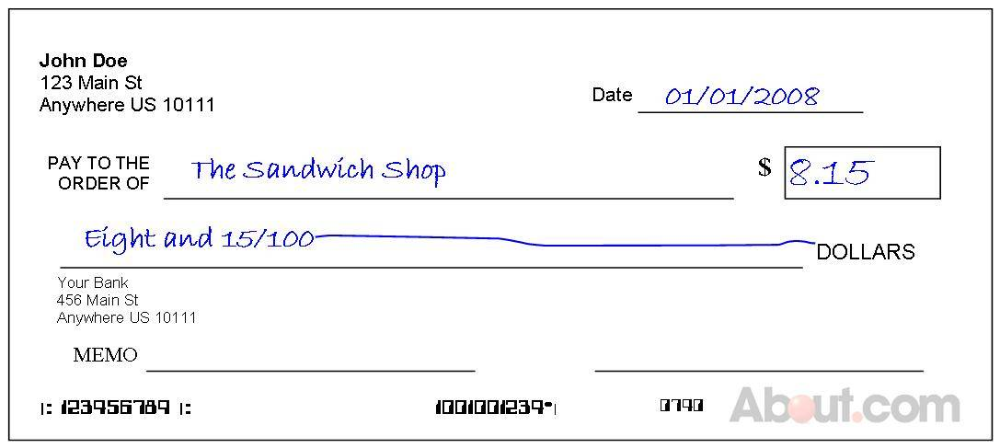 John Doe
123 Main St
Anywhere US 10111
Date 01/01/2008
PAY TO THE
ORDER OF The Sandwich Shop $ 8.15
Eight and 15/100 DOLLARS
Your Bank
456 Main St
Anywhere US 10111
MEMO
|: 123956789 |: 1001001239•| 0790
About.com